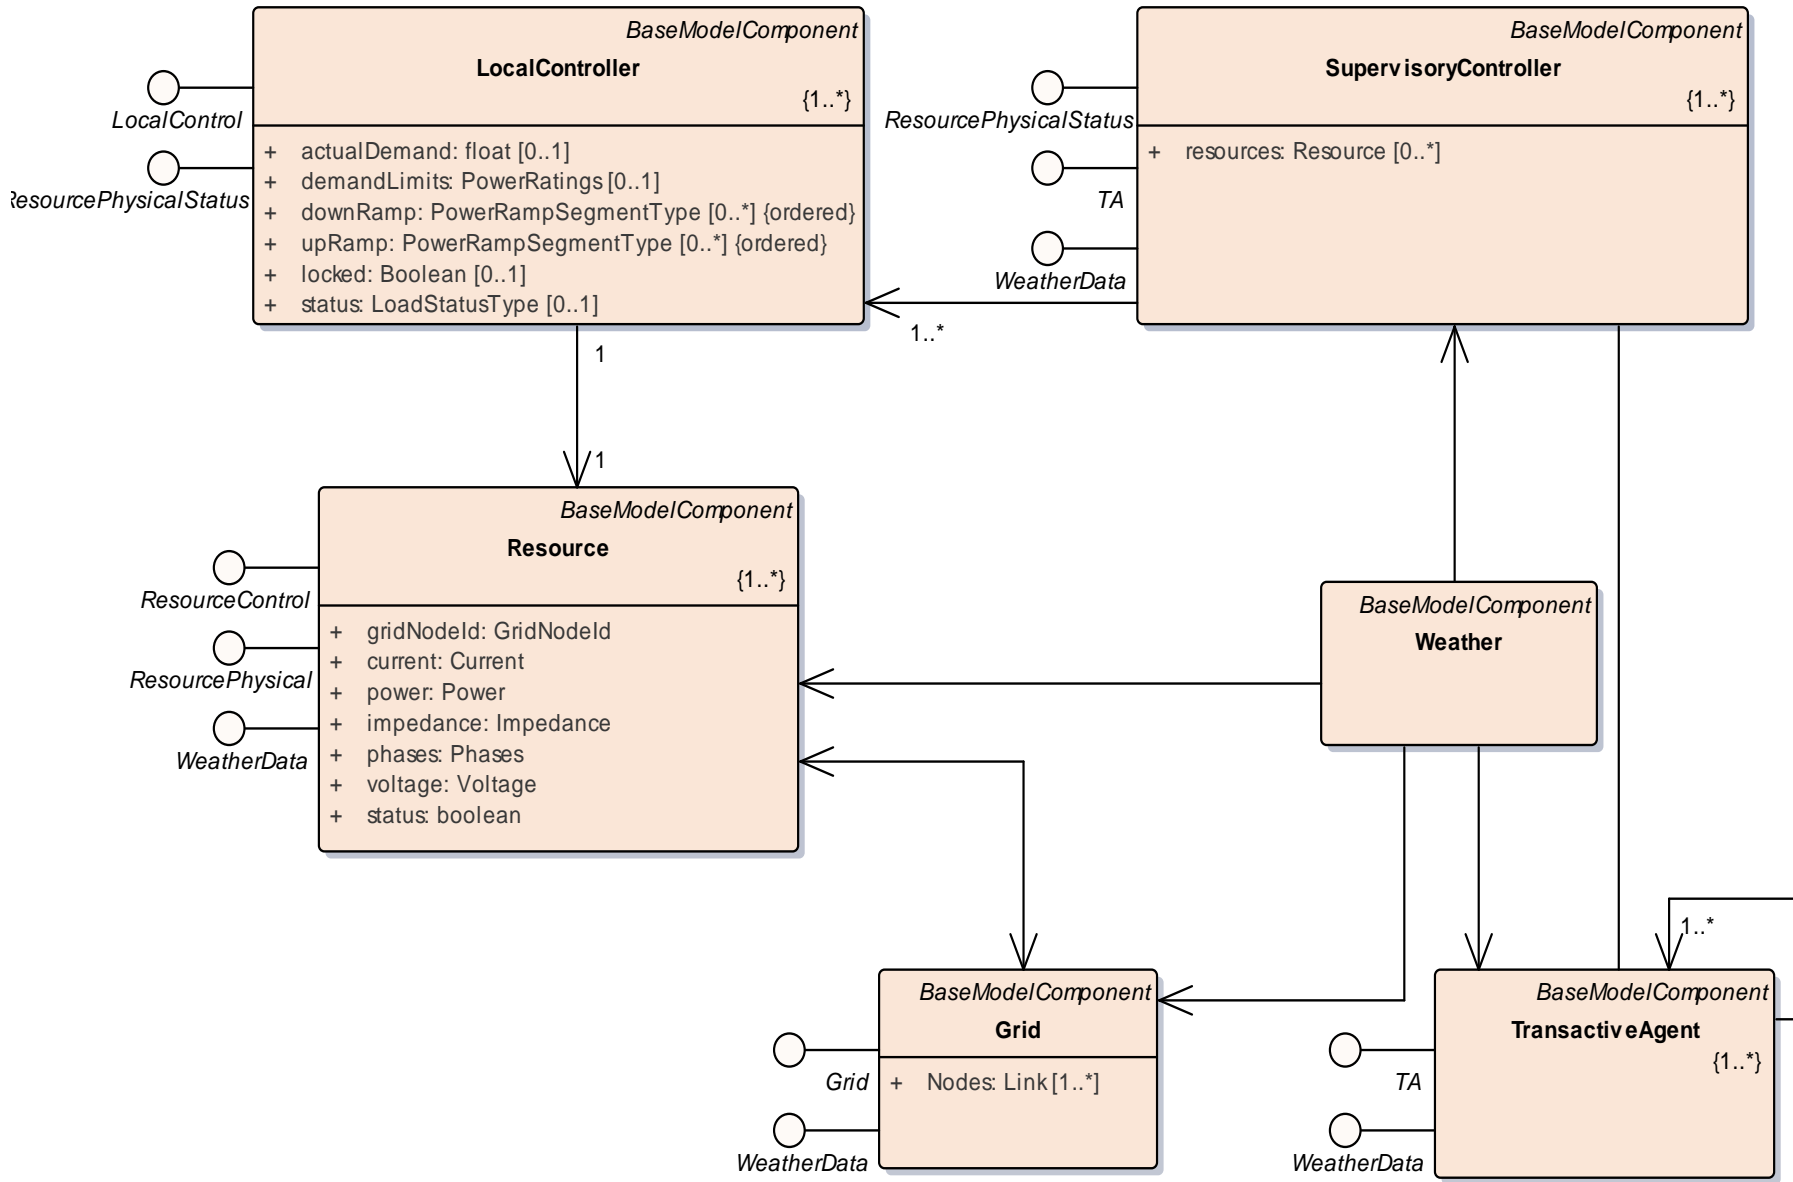 BaseModelComponent
LocalController
{1..*}
LocalControl
ResourcePhysicalStatus
+ actualDemand: float [0..1]
+ demandLimits: PowerRatings [0..1]
+ downRamp: PowerRampSegmentType [0..*] {ordered}
+ upRamp: PowerRampSegmentType [0..*] {ordered}
+ locked: Boolean [0..1]
+ status: LoadStatusType [0..1]
BaseModelComponent
SupervisoryController
{1..*}
ResourcePhysicalStatus
TA
WeatherData
+ resources: Resource [0..*]
1..*
1
1
BaseModelComponent
Resource
{1..*}
ResourceControl
ResourcePhysical
WeatherData
+ gridNodeId: GridNodeId
+ current: Current
+ power: Power
+ impedance: Impedance
+ phases: Phases
+ voltage: Voltage
+ status: boolean
BaseModelComponent
Weather
BaseModelComponent
Grid
Grid
WeatherData
+ Nodes: Link [1..*]
1..*
BaseModelComponent
TransactiveAgent
{1..*}
TA
WeatherData